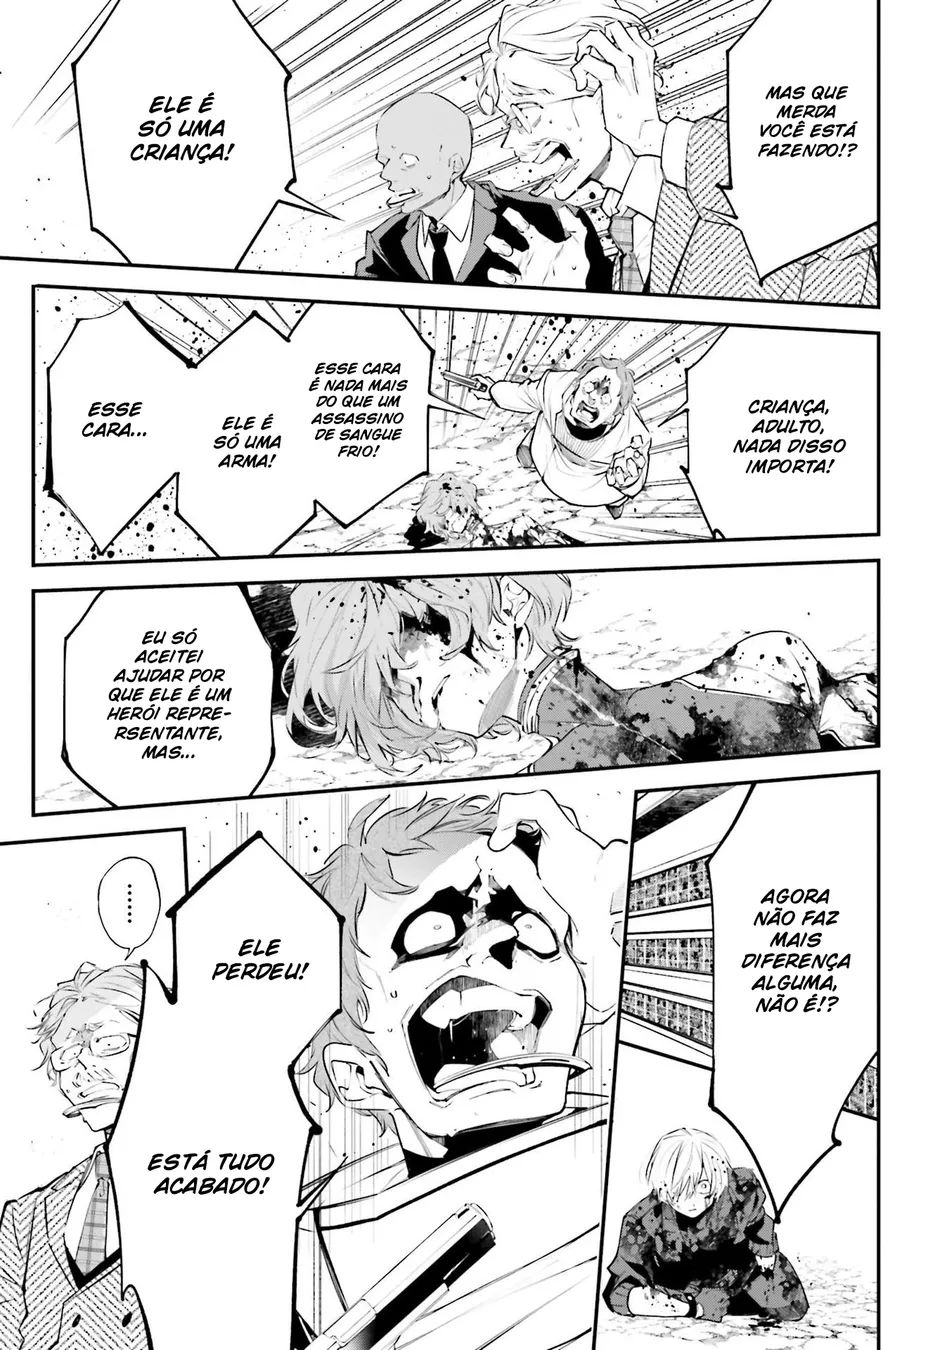 MAS QUE
MERDA
VOCÊ ESTÁ
FAZENDO!?
ELE É
SÓ UMA
CRIANÇA!
CRIANÇA,
ADULTO,
NADA DISSO
IMPORTA!
ESSE CARA
É NADA MAIS
DO QUE UM
ASSASSINO
DE SANGUE
FRIO!
ELE É
SÓ UMA
ARMA!
ESSE
CARA...
EU SÓ
ACEITEI
AJUDAR POR
QUE ELE É UM
HERÓI REPRE-
RSENTANTE,
MAS...
AGORA
NÃO FAZ
MAIS
DIFERENÇA
ALGUMA,
NÃO É!?
ELE
PERDEU!
ESTÁ TUDO
ACABADO!
......